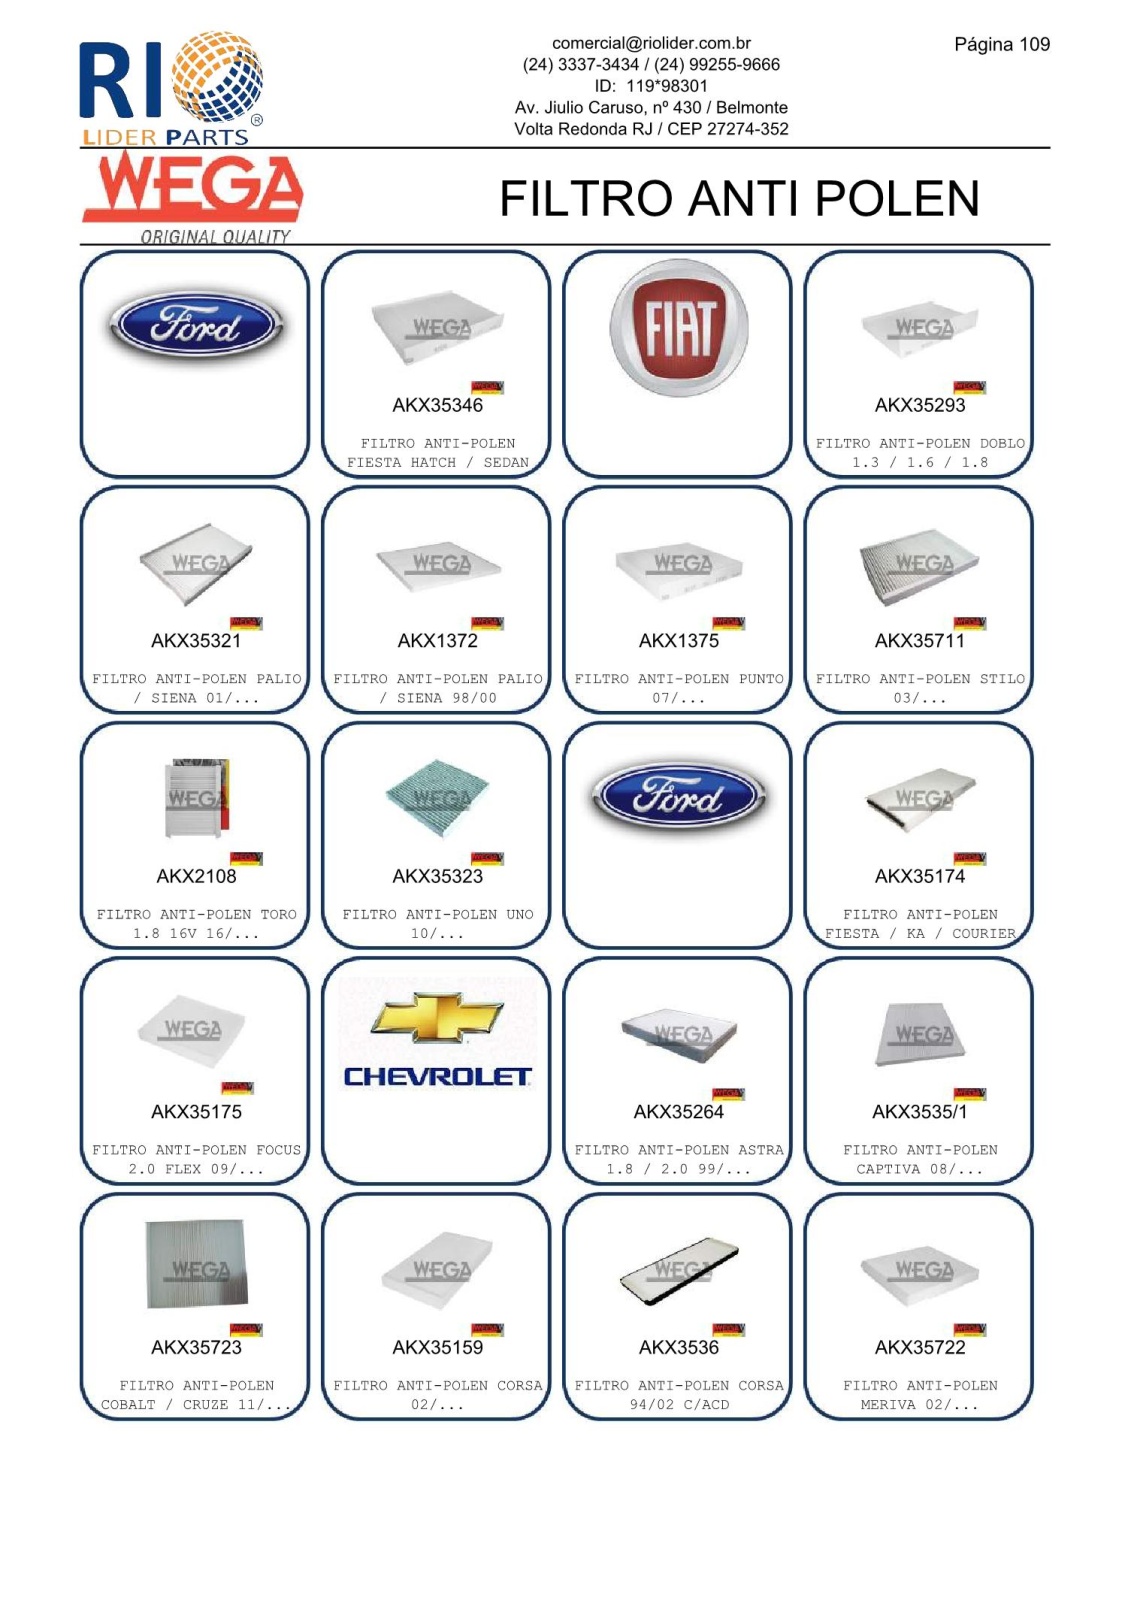 RIO
®
LIDER PARTS
comercial@riolider.com.br
(24) 3337-3434 / (24) 99255-9666
ID: 119*98301
Av. Jiulio Caruso, nº 430 / Belmonte
Volta Redonda RJ / CEP 27274-352
Página 109
WEGA
ORIGINAL QUALITY
FILTRO ANTI POLEN
Ford
WEGA
AKX35346
FILTRO ANTI-POLEN
FIESTA HATCH / SEDAN
FIAT
WEGA
AKX35293
FILTRO ANTI-POLEN DOBLO
1.3 / 1.6 / 1.8
WEGA
AKX35321
FILTRO ANTI-POLEN PALIO
/ SIENA 01/...
WEGA
AKX1372
FILTRO ANTI-POLEN PALIO
/ SIENA 98/00
WEGA
AKX1375
FILTRO ANTI-POLEN PUNTO
07/...
WEGA
AKX35711
FILTRO ANTI-POLEN STILO
03/...
WEGA
AKX2108
FILTRO ANTI-POLEN TORO
1.8 16V 16/...
WEGA
AKX35323
FILTRO ANTI-POLEN UNO
10/...
Ford
WEGA
AKX35174
FILTRO ANTI-POLEN
FIESTA / KA / COURIER
WEGA
AKX35175
FILTRO ANTI-POLEN FOCUS
2.0 FLEX 09/...
CHEVROLET
WEGA
AKX35264
FILTRO ANTI-POLEN ASTRA
1.8 / 2.0 99/...
WEGA
AKX3535/1
FILTRO ANTI-POLEN
CAPTIVA 08/...
WEGA
AKX35723
FILTRO ANTI-POLEN
COBALT / CRUZE 11/...
WEGA
AKX35159
FILTRO ANTI-POLEN CORSA
02/...
WEGA
AKX3536
FILTRO ANTI-POLEN CORSA
94/02 C/ACD
WEGA
AKX35722
FILTRO ANTI-POLEN
MERIVA 02/...